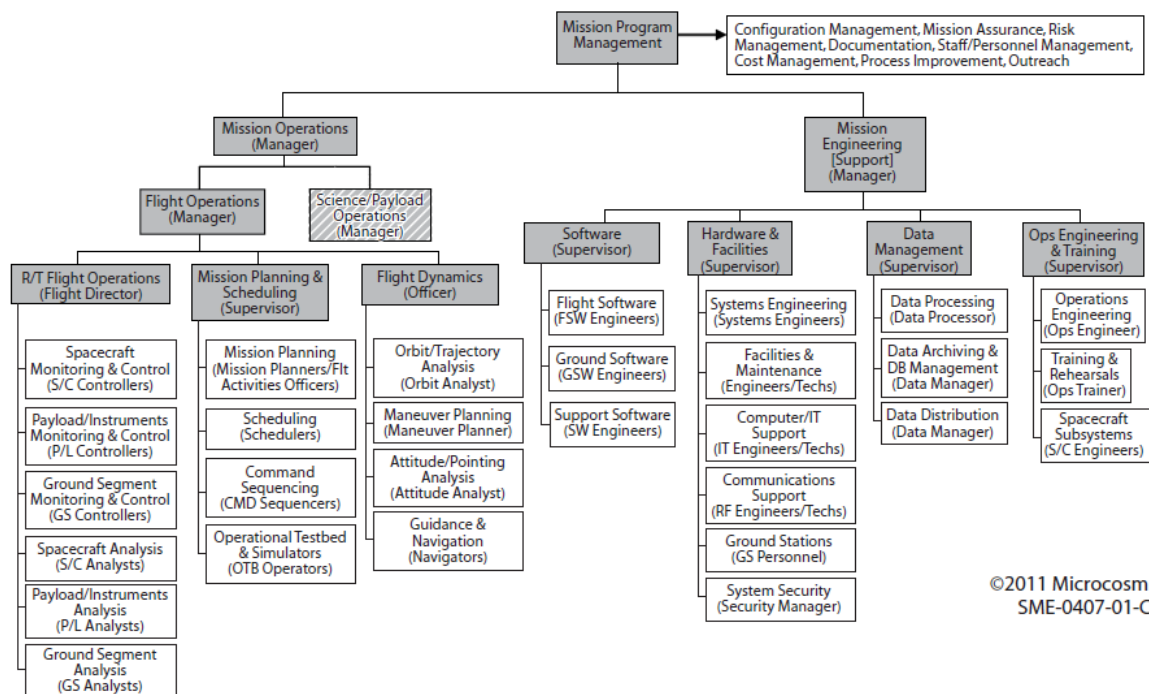 Mission Program
Management
Configuration Management, Mission Assurance, Risk
Management, Documentation, Staff/Personnel Management,
Cost Management, Process Improvement, Outreach
Mission Operations
(Manager)
Mission
Engineering
[Support]
(Manager)
Flight Operations
(Manager)
Science/Payload
Operations
(Manager)
R/T Flight Operations
(Flight Director)
Mission Planning &
Scheduling
(Supervisor)
Flight Dynamics
(Officer)
Software
(Supervisor)
Hardware &
Facilities
(Supervisor)
Data
Management
(Supervisor)
Ops Engineering
& Training
(Supervisor)
Spacecraft
Monitoring & Control
(S/C Controllers)
Payload/Instruments
Monitoring & Control
(P/L Controllers)
Ground Segment
Monitoring & Control
(GS Controllers)
Spacecraft Analysis
(S/C Analysts)
Payload/Instruments
Analysis
(P/L Analysts)
Ground Segment
Analysis
(GS Analysts)
Mission Planning
(Mission Planners/Flt
Activities Officers)
Scheduling
(Schedulers)
Command
Sequencing
(CMD Sequencers)
Operational Testbed
& Simulators
(OTB Operators)
Orbit/Trajectory
Analysis
(Orbit Analyst)
Maneuver Planning
(Maneuver Planner)
Attitude/Pointing
Analysis
(Attitude Analyst)
Guidance &
Navigation
(Navigators)
Flight Software
(FSW Engineers)
Ground Software
(GSW Engineers)
Support Software
(SW Engineers)
Systems Engineering
(Systems Engineers)
Facilities &
Maintenance
(Engineers/Techs)
Computer/IT
Support
(IT Engineers/Techs)
Communications
Support
(RF Engineers/Techs)
Ground Stations
(GS Personnel)
System Security
(Security Manager)
Data Processing
(Data Processor)
Data Archiving &
DB Management
(Data Manager)
Data Distribution
(Data Manager)
Operations
Engineering
(Ops Engineer)
Training &
Rehearsals
(Ops Trainer)
Spacecraft
Subsystems
(S/C Engineers)
©2011 Microcosm
SME-0407-01-C